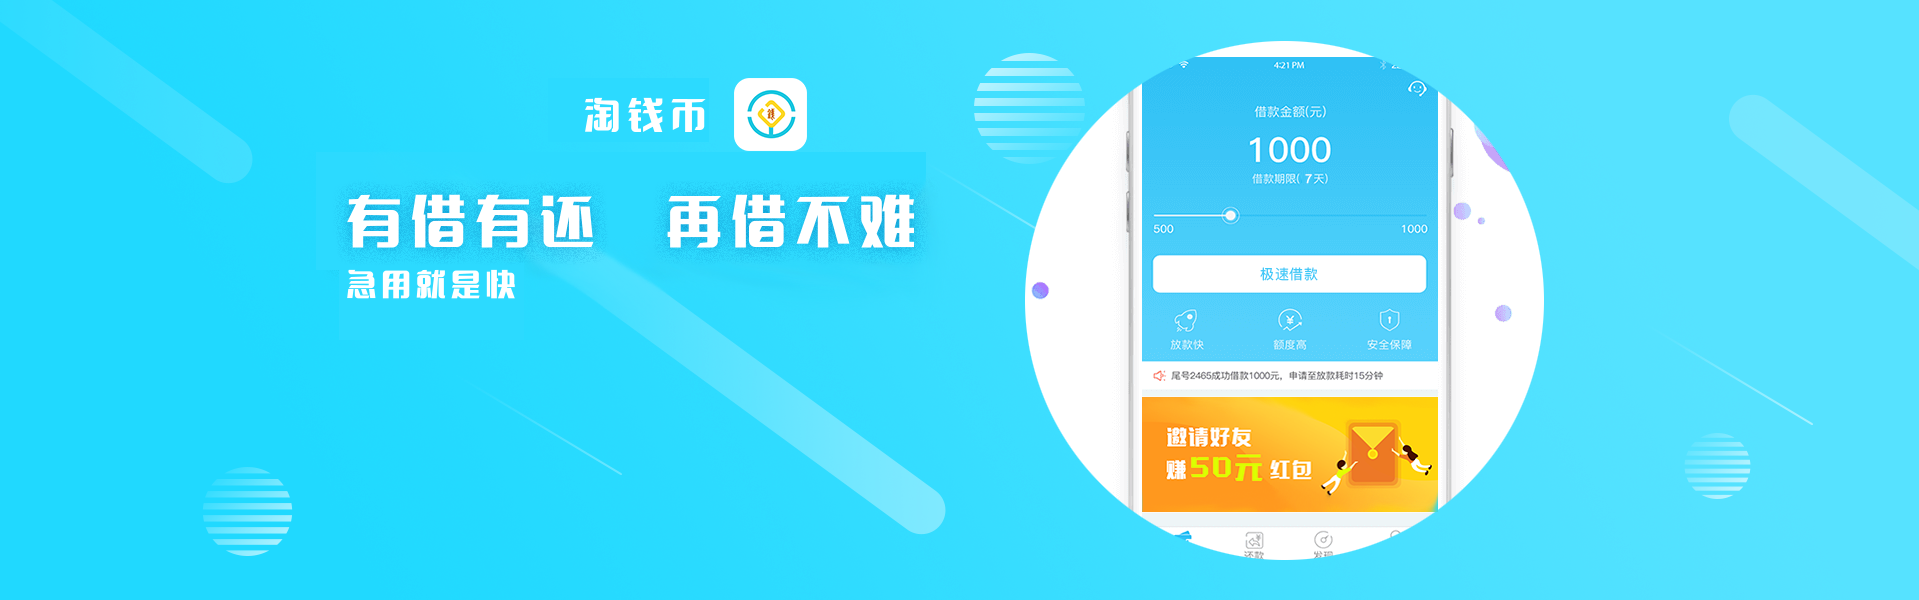 淘钱币
有借有还 再借不难
急用就是快
4:21 PM
借款金额(元)
1000
借款期限( 7天)
500 1000
极速借款
放款快 额度高 安全保障
尾号2465成功借款1000元，申请至放款耗时15分钟
邀请好友
赚50元红包
还款 发现